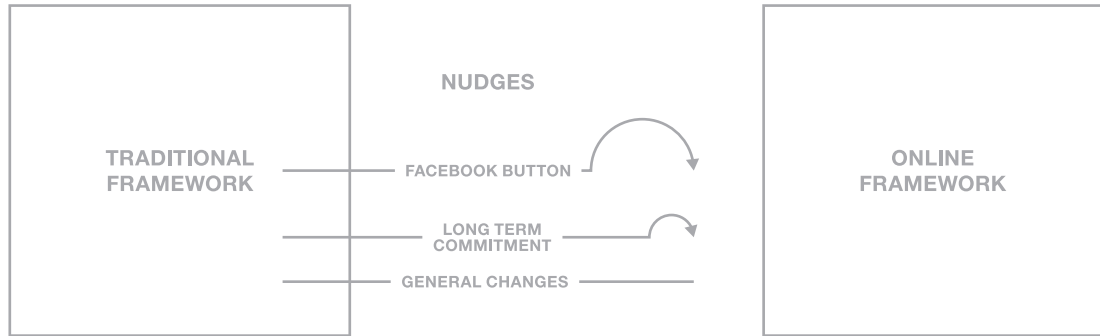 NUDGES
TRADITIONAL
FRAMEWORK
FACEBOOK BUTTON
LONG TERM
COMMITMENT
GENERAL CHANGES
ONLINE
FRAMEWORK